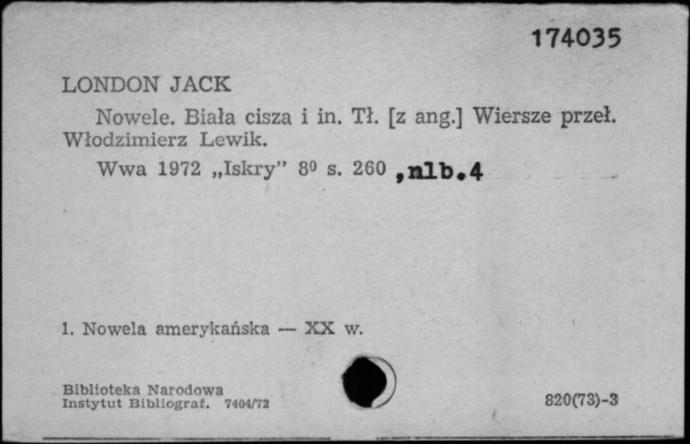 174035
LONDON JACK
Nowele. Biała cisza i in. Tł. [z ang.] Wiersze przeł.
Włodzimierz Lewik.
Wwa 1972 „Iskry” 8⁰ s. 260 ,nlb.4
1. Nowela amerykańska — XX w.
Biblioteka Narodowa
Instytut Bibliograf. 7404/72
820(73)-3